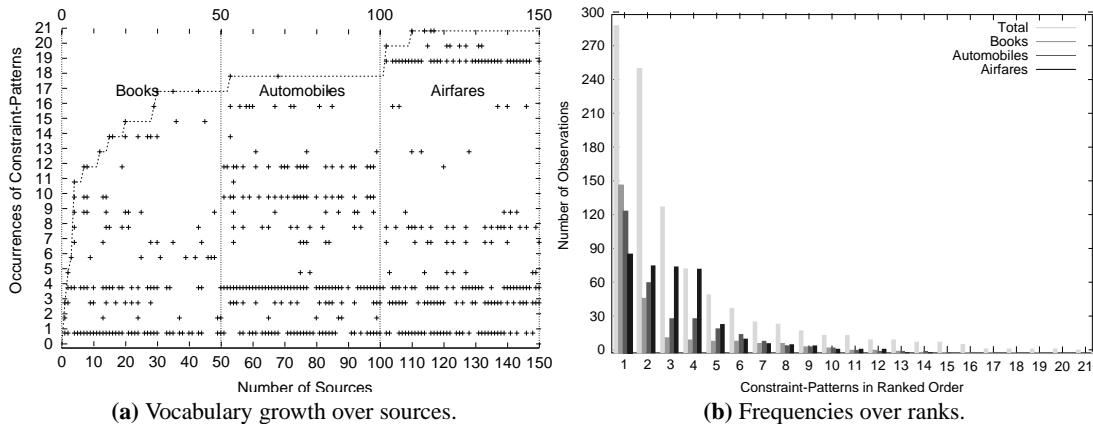 0 50 100 150
21
20
19
18
17
16
15
14
13
12
11
10
9
8
7
6
5
4
3
2
1
0
Occurrences of Constraint-Patterns
Books Automobiles Airfares
0 10 20 30 40 50 60 70 80 90 100 110 120 130 140 150
Number of Sources
(a) Vocabulary growth over sources.
300
270
240
210
180
150
120
90
60
30
0
Number of Observations
Total
Books
Automobiles
Airfares
1 2 3 4 5 6 7 8 9 10 11 12 13 14 15 16 17 18 19 20 21
Constraint-Patterns in Ranked Order
(b) Frequencies over ranks.